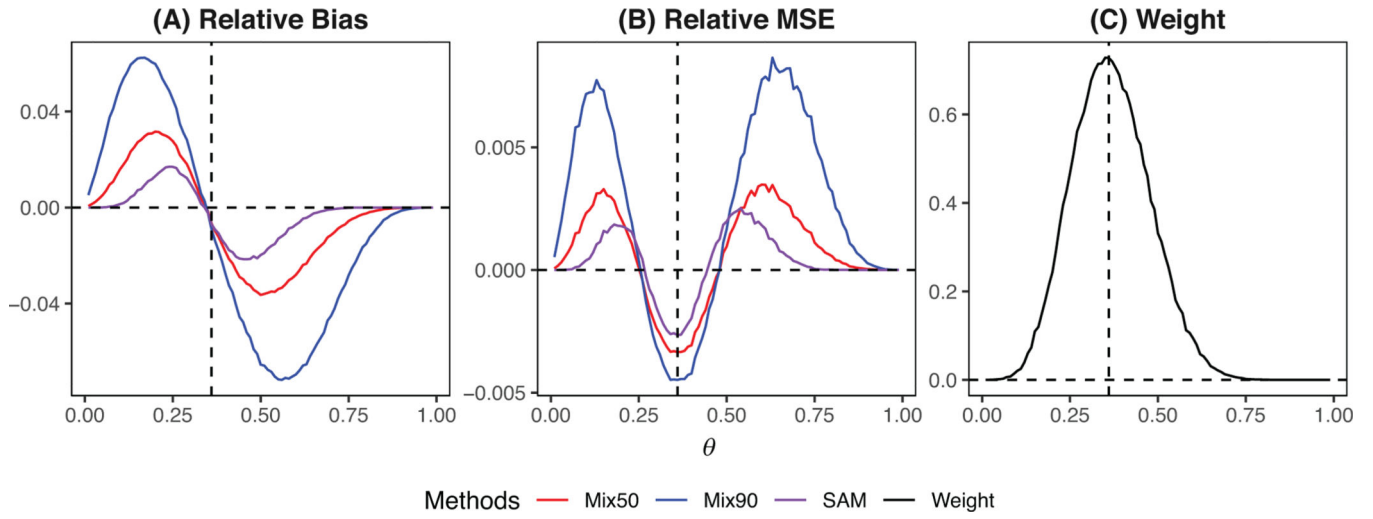 (A) Relative Bias
(B) Relative MSE
(C) Weight
0.04
0.00
−0.04
0.00 0.25 0.50 0.75 1.00
0.005
0.000
−0.005
0.00 0.25 0.50 0.75 1.00
0.6
0.4
0.2
0.0
0.00 0.25 0.50 0.75 1.00
θ
Methods Mix50 Mix90 SAM Weight